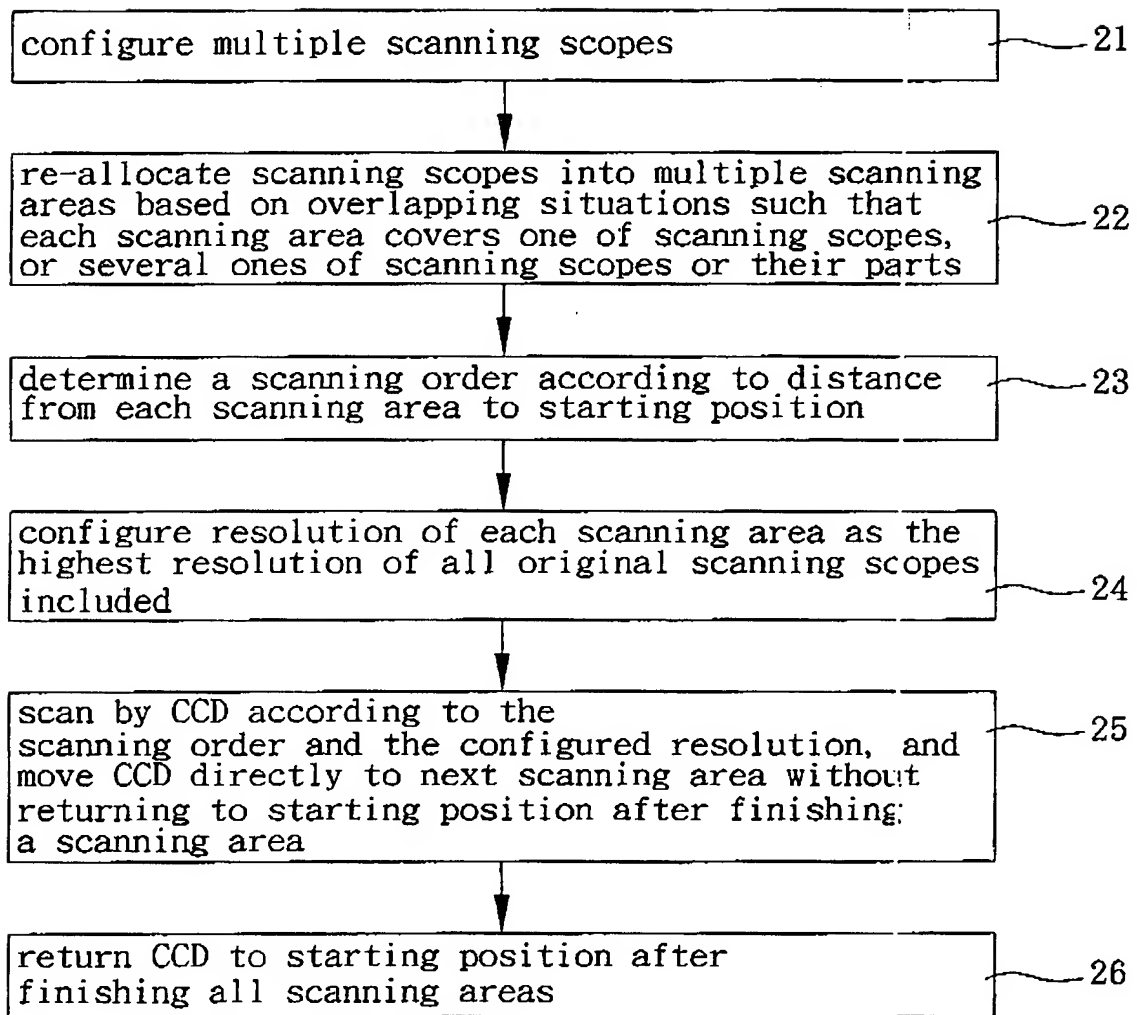 configure multiple scanning scopes
21
re-allocate scanning scopes into multiple scanning
areas based on overlapping situations such that
each scanning area covers one of scanning scopes,
or several ones of scanning scopes or their parts
22
determine a scanning order according to distance
from each scanning area to starting position
23
configure resolution of each scanning area as the
highest resolution of all original scanning scopes
included
24
scan by CCD according to the
scanning order and the configured resolution, and
move CCD directly to next scanning area without
returning to starting position after finishing
a scanning area
25
return CCD to starting position after
finishing all scanning areas
26